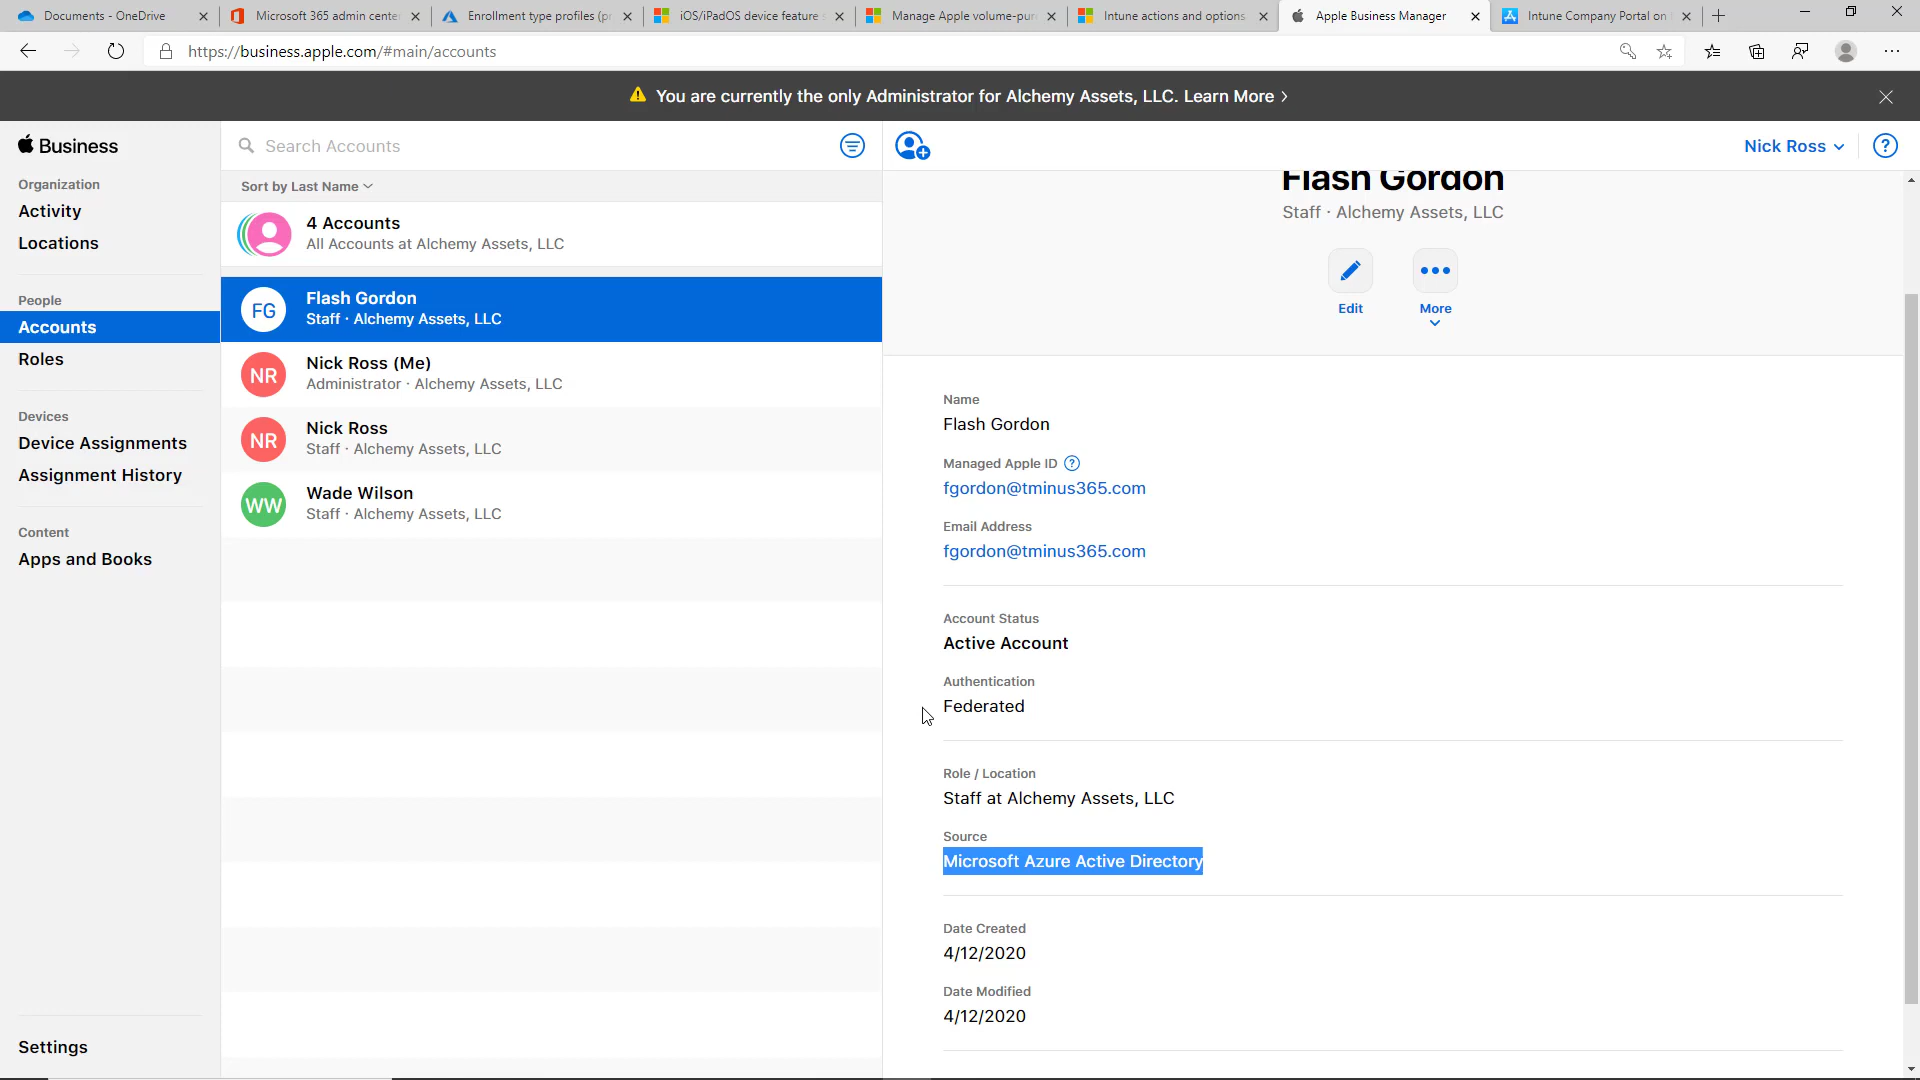 Documents - OneDrive
Microsoft 365 admin center
Enrollment type profiles (pr
iOS/iPadOS device feature s
Manage Apple volume-pur
Intune actions and options
Apple Business Manager
Intune Company Portal on
https://business.apple.com/#main/accounts
You are currently the only Administrator for Alchemy Assets, LLC. Learn More >
Business
Organization
Activity
Locations
People
Accounts
Roles
Devices
Device Assignments
Assignment History
Content
Apps and Books
Settings
Search Accounts
Sort by Last Name
4 Accounts
All Accounts at Alchemy Assets, LLC
FG
Flash Gordon
Staff · Alchemy Assets, LLC
NR
Nick Ross (Me)
Administrator · Alchemy Assets, LLC
NR
Nick Ross
Staff · Alchemy Assets, LLC
WW
Wade Wilson
Staff · Alchemy Assets, LLC
Nick Ross
?
Flash Gordon
Staff · Alchemy Assets, LLC
Edit
More
Name
Flash Gordon
Managed Apple ID ?
fgordon@tminus365.com
Email Address
fgordon@tminus365.com
Account Status
Active Account
Authentication
Federated
Role / Location
Staff at Alchemy Assets, LLC
Source
Microsoft Azure Active Directory
Date Created
4/12/2020
Date Modified
4/12/2020